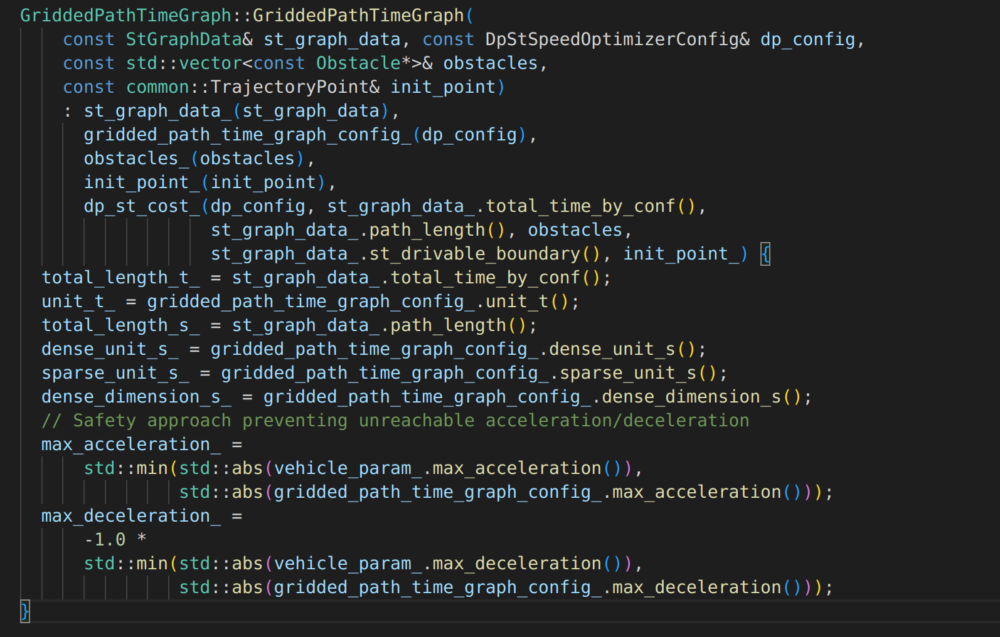 GriddedPathTimeGraph::GriddedPathTimeGraph(
    const StGraphData& st_graph_data, const DpStSpeedOptimizerConfig& dp_config,
    const std::vector<const Obstacle*>& obstacles,
    const common::TrajectoryPoint& init_point)
    : st_graph_data_(st_graph_data),
      gridded_path_time_graph_config_(dp_config),
      obstacles_(obstacles),
      init_point_(init_point),
      dp_st_cost_(dp_config, st_graph_data_.total_time_by_conf(),
                  st_graph_data_.path_length(), obstacles,
                  st_graph_data_.st_drivable_boundary(), init_point_) {
  total_length_t_ = st_graph_data_.total_time_by_conf();
  unit_t_ = gridded_path_time_graph_config_.unit_t();
  total_length_s_ = st_graph_data_.path_length();
  dense_unit_s_ = gridded_path_time_graph_config_.dense_unit_s();
  sparse_unit_s_ = gridded_path_time_graph_config_.sparse_unit_s();
  dense_dimension_s_ = gridded_path_time_graph_config_.dense_dimension_s();
  // Safety approach preventing unreachable acceleration/deceleration
  max_acceleration_ =
      std::min(std::abs(vehicle_param_.max_acceleration()),
               std::abs(gridded_path_time_graph_config_.max_acceleration()));
  max_deceleration_ =
      -1.0 *
      std::min(std::abs(vehicle_param_.max_deceleration()),
               std::abs(gridded_path_time_graph_config_.max_deceleration()));
}